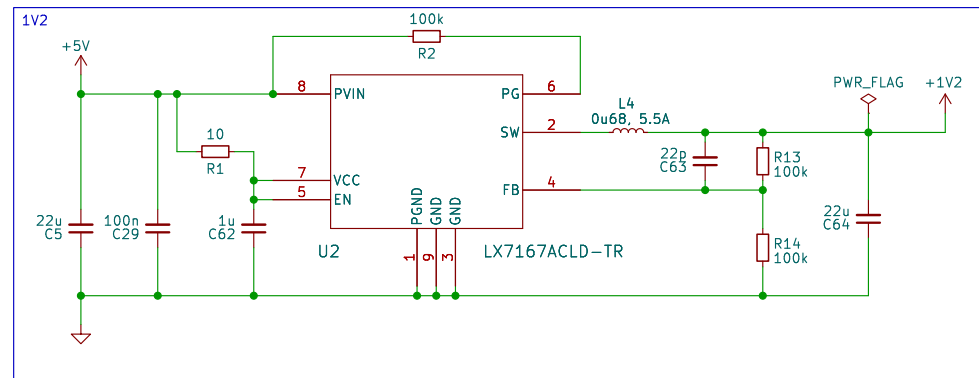 1V2
100k
R2
+5V
PWR_FLAG
+1V2
8
PVIN
PG
6
L4
0u68, 5.5A
SW
2
10
R1
22p
C63
R13
100k
7
VCC
5
EN
FB
4
PGND
GND
GND
22u
C5
100n
C29
1u
C62
22u
C64
R14
100k
U2
LX7167ACLD-TR
1
9
3